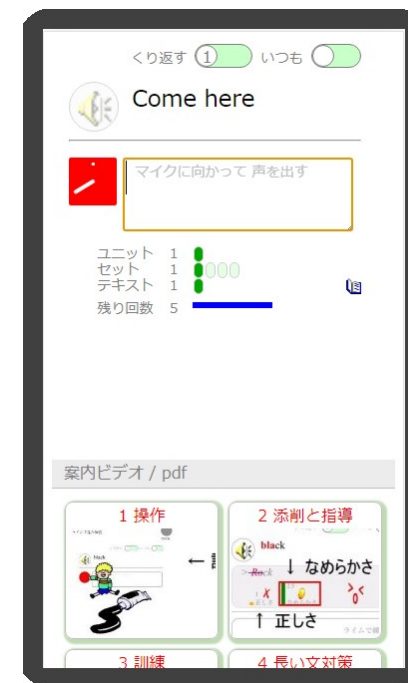 くり返す 1 いつも
Come here
マイクに向かって 声を出す
ユニット 1
セット 1
テキスト 1
残り回数 5
案内ビデオ / pdf
1 操作
2 添削と指導
black
black
Rock
↓ なめらかさ
↑ 正しさ
3 訓練
4 長い文対策